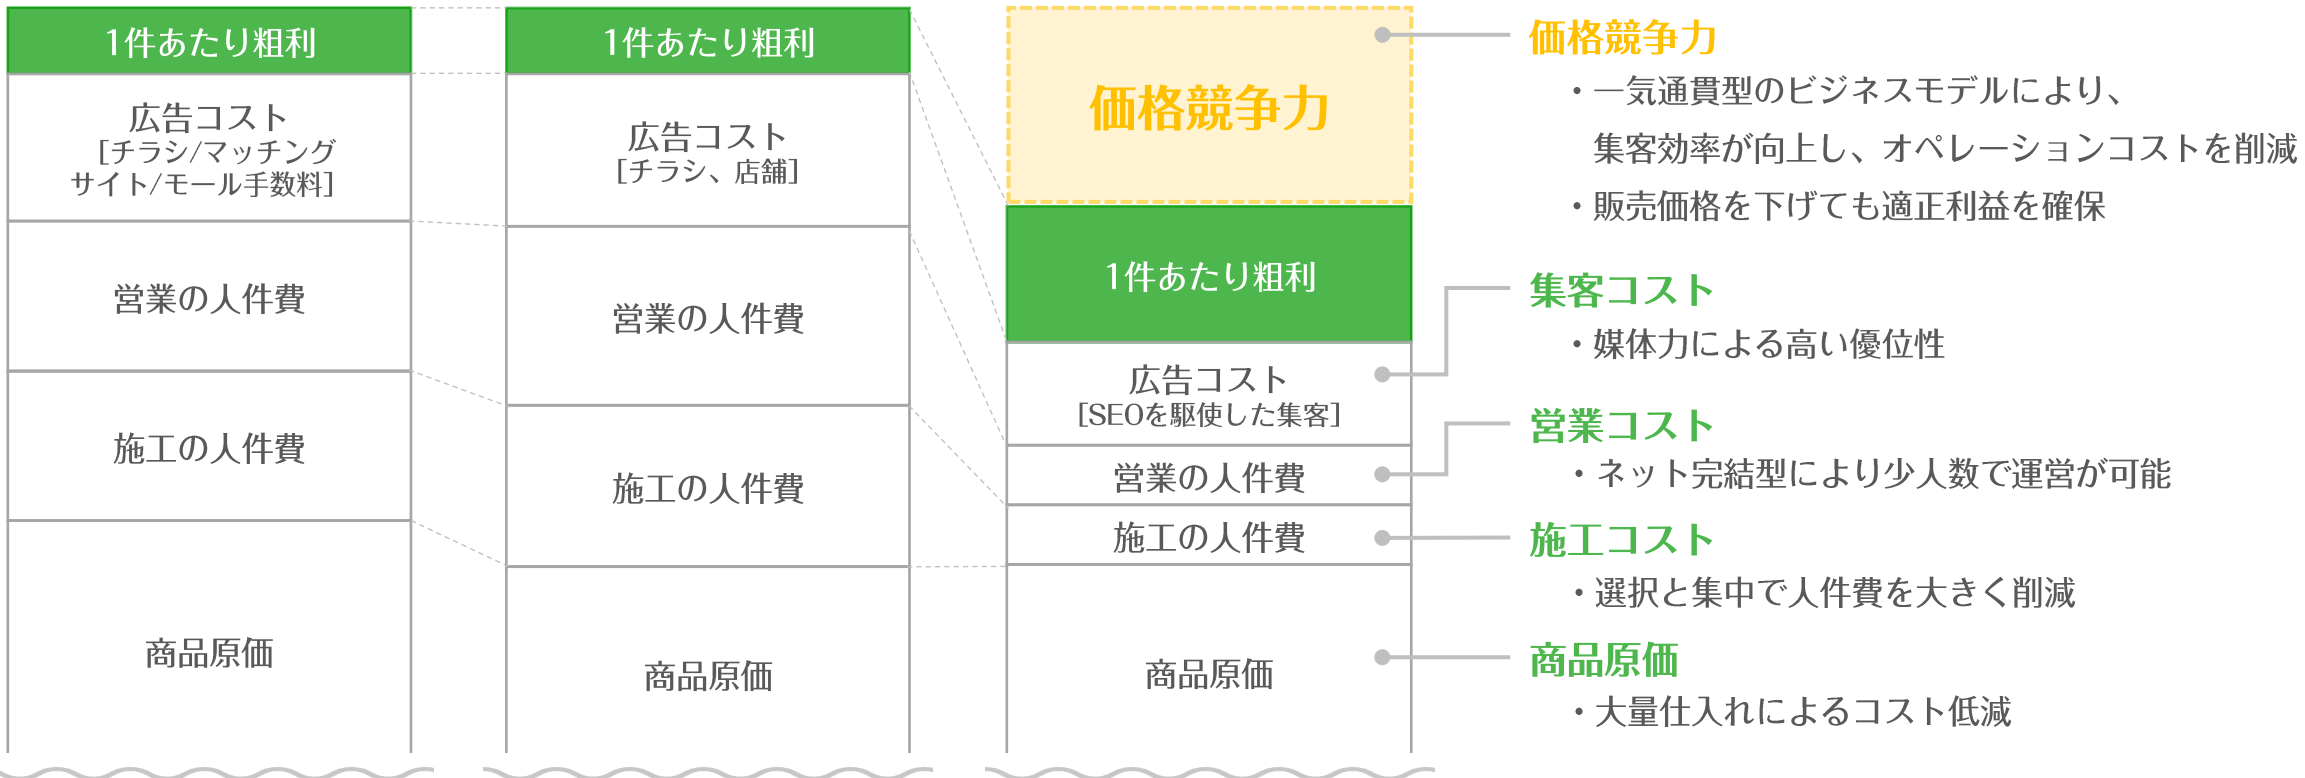 1件あたり粗利
広告コスト
[チラシ/マッチング
サイト/モール手数料]
営業の人件費
施工の人件費
商品原価
1件あたり粗利
広告コスト
[チラシ、店舗]
営業の人件費
施工の人件費
商品原価
価格競争力
1件あたり粗利
広告コスト
[SEOを駆使した集客]
営業の人件費
施工の人件費
商品原価
価格競争力
・一気通貫型のビジネスモデルにより、
集客効率が向上し、オペレーションコストを削減
・販売価格を下げても適正利益を確保
集客コスト
・媒体力による高い優位性
営業コスト
・ネット完結型により少人数で運営が可能
施工コスト
・選択と集中で人件費を大きく削減
商品原価
・大量仕入れによるコスト低減